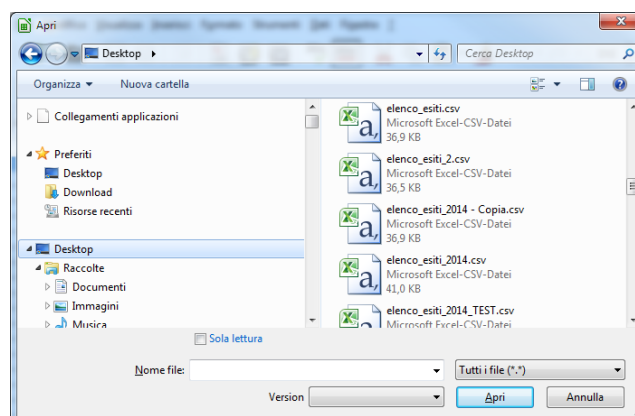 Apri
Desktop
Cerca Desktop
Organizza
Nuova cartella
Collegamenti applicazioni
Preferiti
Desktop
Download
Risorse recenti
Desktop
Raccolte
Documenti
Immagini
Musica
elenco_esiti.csv
Microsoft Excel-CSV-Datei
36,9 KB
elenco_esiti_2.csv
Microsoft Excel-CSV-Datei
36,5 KB
elenco_esiti_2014 - Copia.csv
Microsoft Excel-CSV-Datei
36,9 KB
elenco_esiti_2014.csv
Microsoft Excel-CSV-Datei
41,0 KB
elenco_esiti_2014_TEST.csv
Microsoft Excel-CSV-Datei
Sola lettura
Nome file:
Tutti i file (*.*)
Version
Apri
Annulla